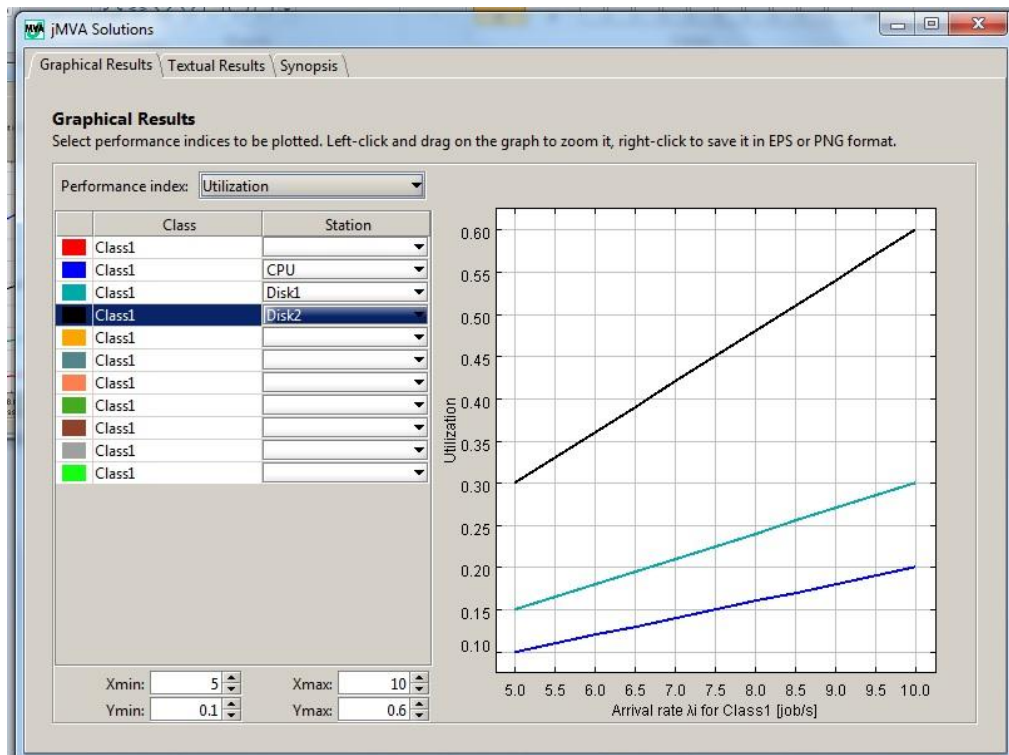 jMVA Solutions
Graphical Results Textual Results Synopsis
Graphical Results
Select performance indices to be plotted. Left-click and drag on the graph to zoom it, right-click to save it in EPS or PNG format.
Performance index: Utilization
Class Station
Class1
Class1 CPU
Class1 Disk1
Class1 Disk2
Class1
Class1
Class1
Class1
Class1
Class1
Class1
Xmin: 5 Xmax: 10
Ymin: 0.1 Ymax: 0.6
Utilization
0.60
0.55
0.50
0.45
0.40
0.35
0.30
0.25
0.20
0.15
0.10
5.0 5.5 6.0 6.5 7.0 7.5 8.0 8.5 9.0 9.5 10.0
Arrival rate λi for Class1 [job/s]